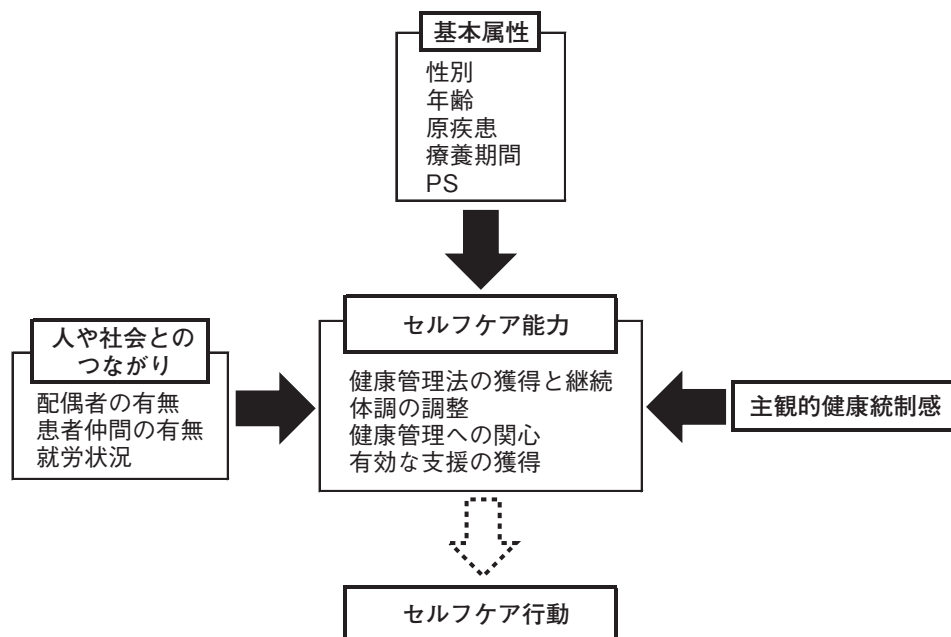 基本属性
性別
年齢
原疾患
療養期間
PS
セルフケア能力
健康管理法の獲得と継続
体調の調整
健康管理への関心
有効な支援の獲得
人や社会との
つながり
配偶者の有無
患者仲間の有無
就労状況
主観的健康統制感
セルフケア行動